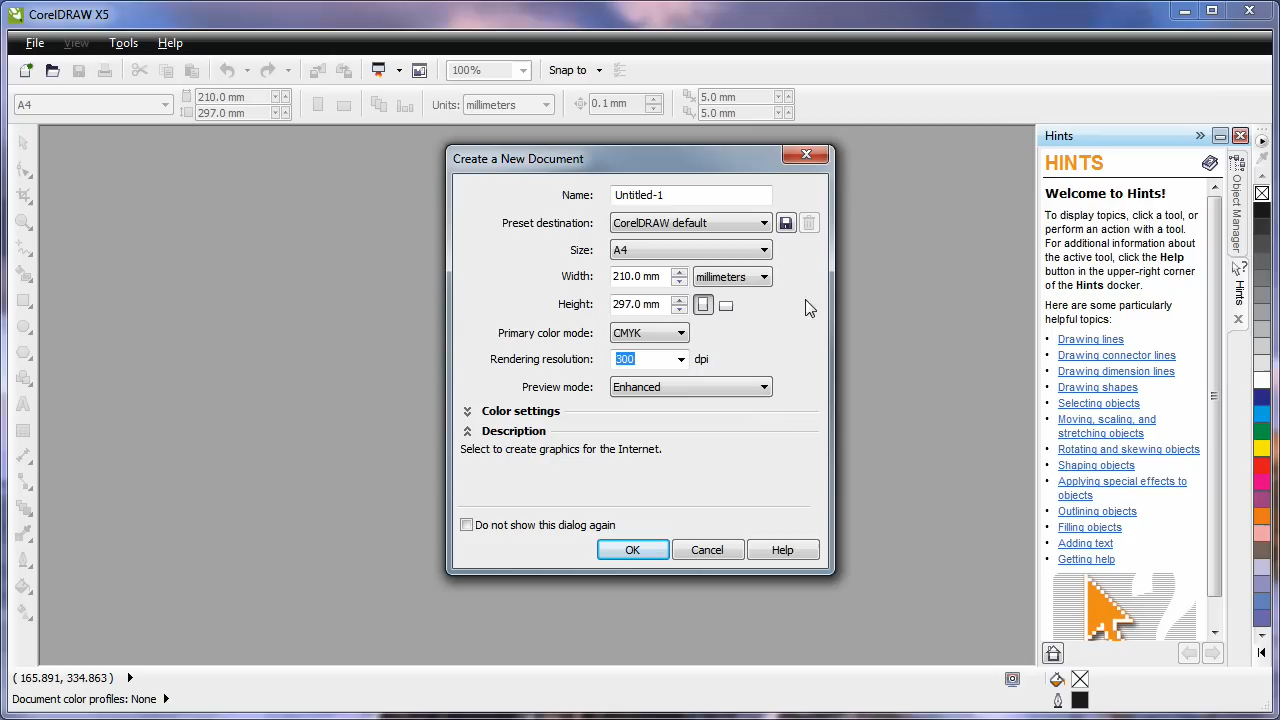 CorelDRAW X5
File View Tools Help
100% Snap to
A4 210.0 mm 297.0 mm Units: millimeters 0.1 mm 5.0 mm 5.0 mm
Create a New Document
Name: Untitled-1
Preset destination: CorelDRAW default
Size: A4
Width: 210.0 mm millimeters
Height: 297.0 mm
Primary color mode: CMYK
Rendering resolution: 300 dpi
Preview mode: Enhanced
Color settings
Description
Select to create graphics for the Internet.
Do not show this dialog again
OK Cancel Help
Hints
HINTS
Welcome to Hints!
To display topics, click a tool, or
perform an action with a tool.
For additional information about
the active tool, click the Help
button in the upper-right corner
of the Hints docker.
Here are some particularly
helpful topics:
• Drawing lines
• Drawing connector lines
• Drawing dimension lines
• Drawing shapes
• Selecting objects
• Moving, scaling, and
stretching objects
• Rotating and skewing objects
• Shaping objects
• Applying special effects to
objects
• Outlining objects
• Filling objects
• Adding text
• Getting help
Object Manager
Hints
( 165.891, 334.863 )
Document color profiles: None